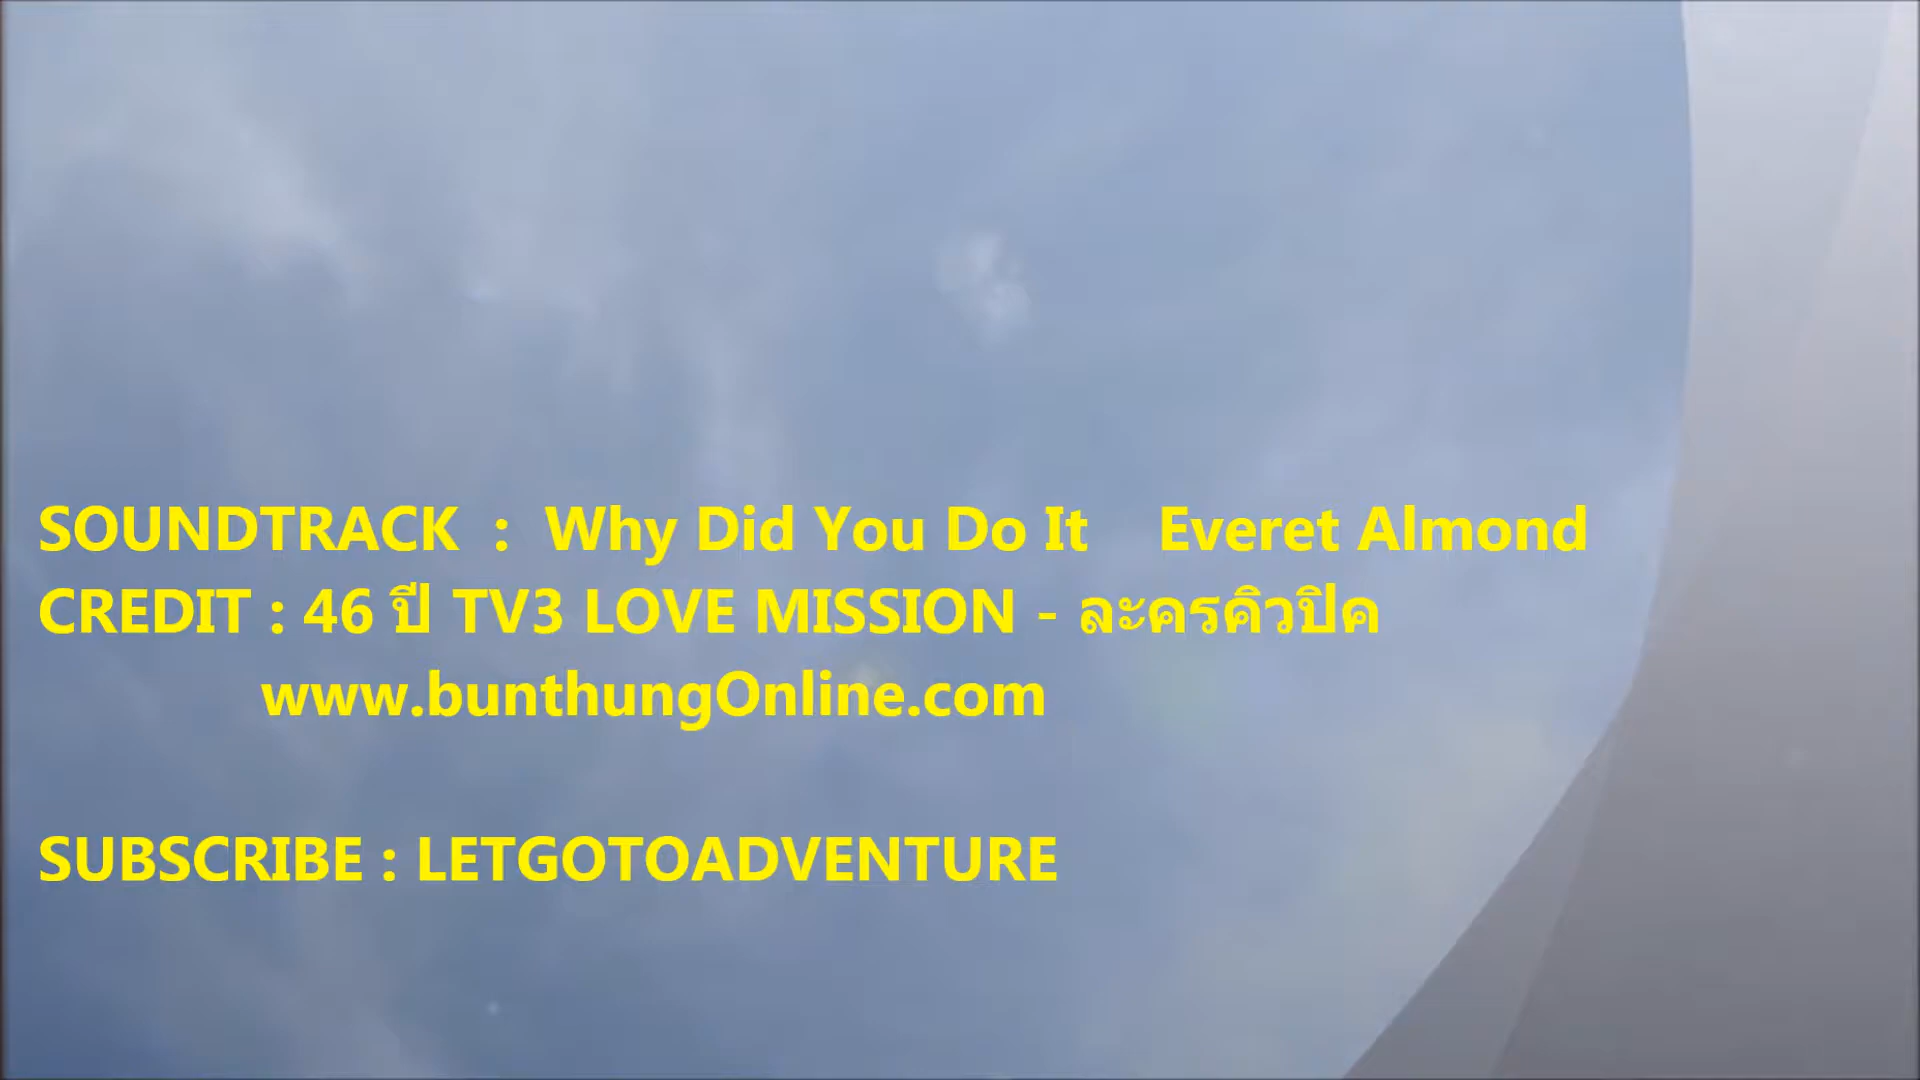 SOUNDTRACK : Why Did You Do It Everet Almond
CREDIT : 46 ปี TV3 LOVE MISSION - ละครคิวปิค
www.bunthungOnline.com
SUBSCRIBE : LETGOTOADVENTURE